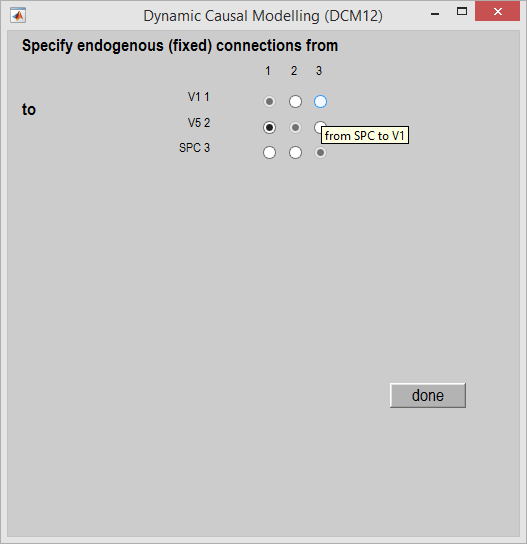 Dynamic Causal Modelling (DCM12)
Specify endogenous (fixed) connections from
1 2 3
to
V1 1
V5 2
from SPC to V1
SPC 3
done